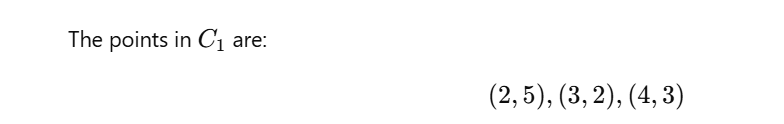 The points in C₁ are:
(2, 5), (3, 2), (4, 3)